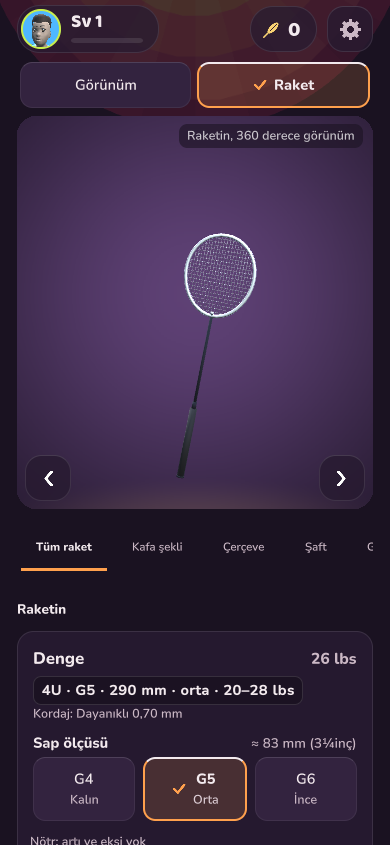 Sv 1
0
Görünüm
Raket
Raketin, 360 derece görünüm
Tüm raket
Kafa şekli
Çerçeve
Şaft
Raketin
Denge
26 lbs
4U · G5 · 290 mm · orta · 20–28 lbs
Kordaj: Dayanıklı 0,70 mm
Sap ölçüsü
≈ 83 mm (3¼inç)
G4
Kalın
G5
Orta
G6
İnce
Nötr: artı ve eksi yok